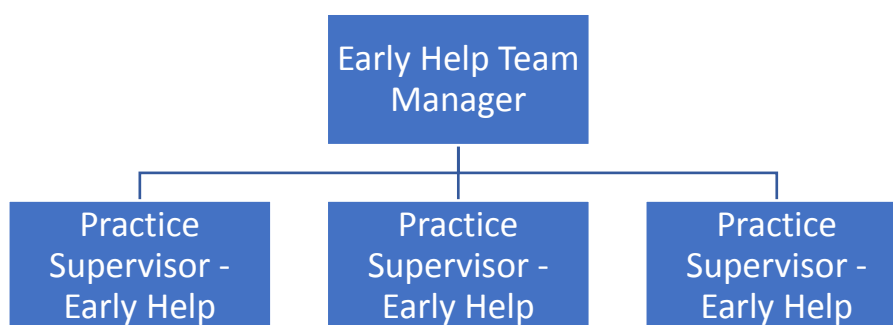 Early Help Team
Manager
Practice
Supervisor -
Early Help
Practice
Supervisor -
Early Help
Practice
Supervisor -
Early Help